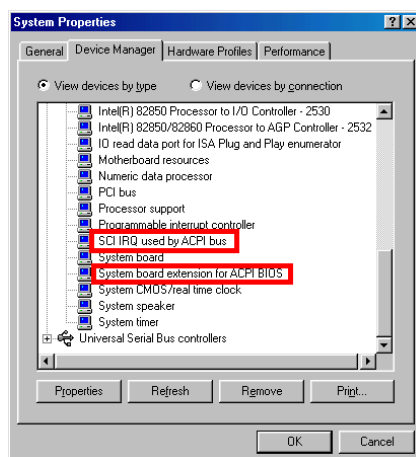 System Properties
General Device Manager Hardware Profiles Performance
View devices by type View devices by connection
Intel(R) 82850 Processor to I/O Controller - 2530
Intel(R) 82850/82860 Processor to AGP Controller - 2532
IO read data port for ISA Plug and Play enumerator
Motherboard resources
Numeric data processor
PCI bus
Processor support
Programmable interrupt controller
SCI IRQ used by ACPI bus
System board
System board extension for ACPI BIOS
System CMOS/real time clock
System speaker
System timer
Universal Serial Bus controllers
Properties Refresh Remove Print...
OK Cancel